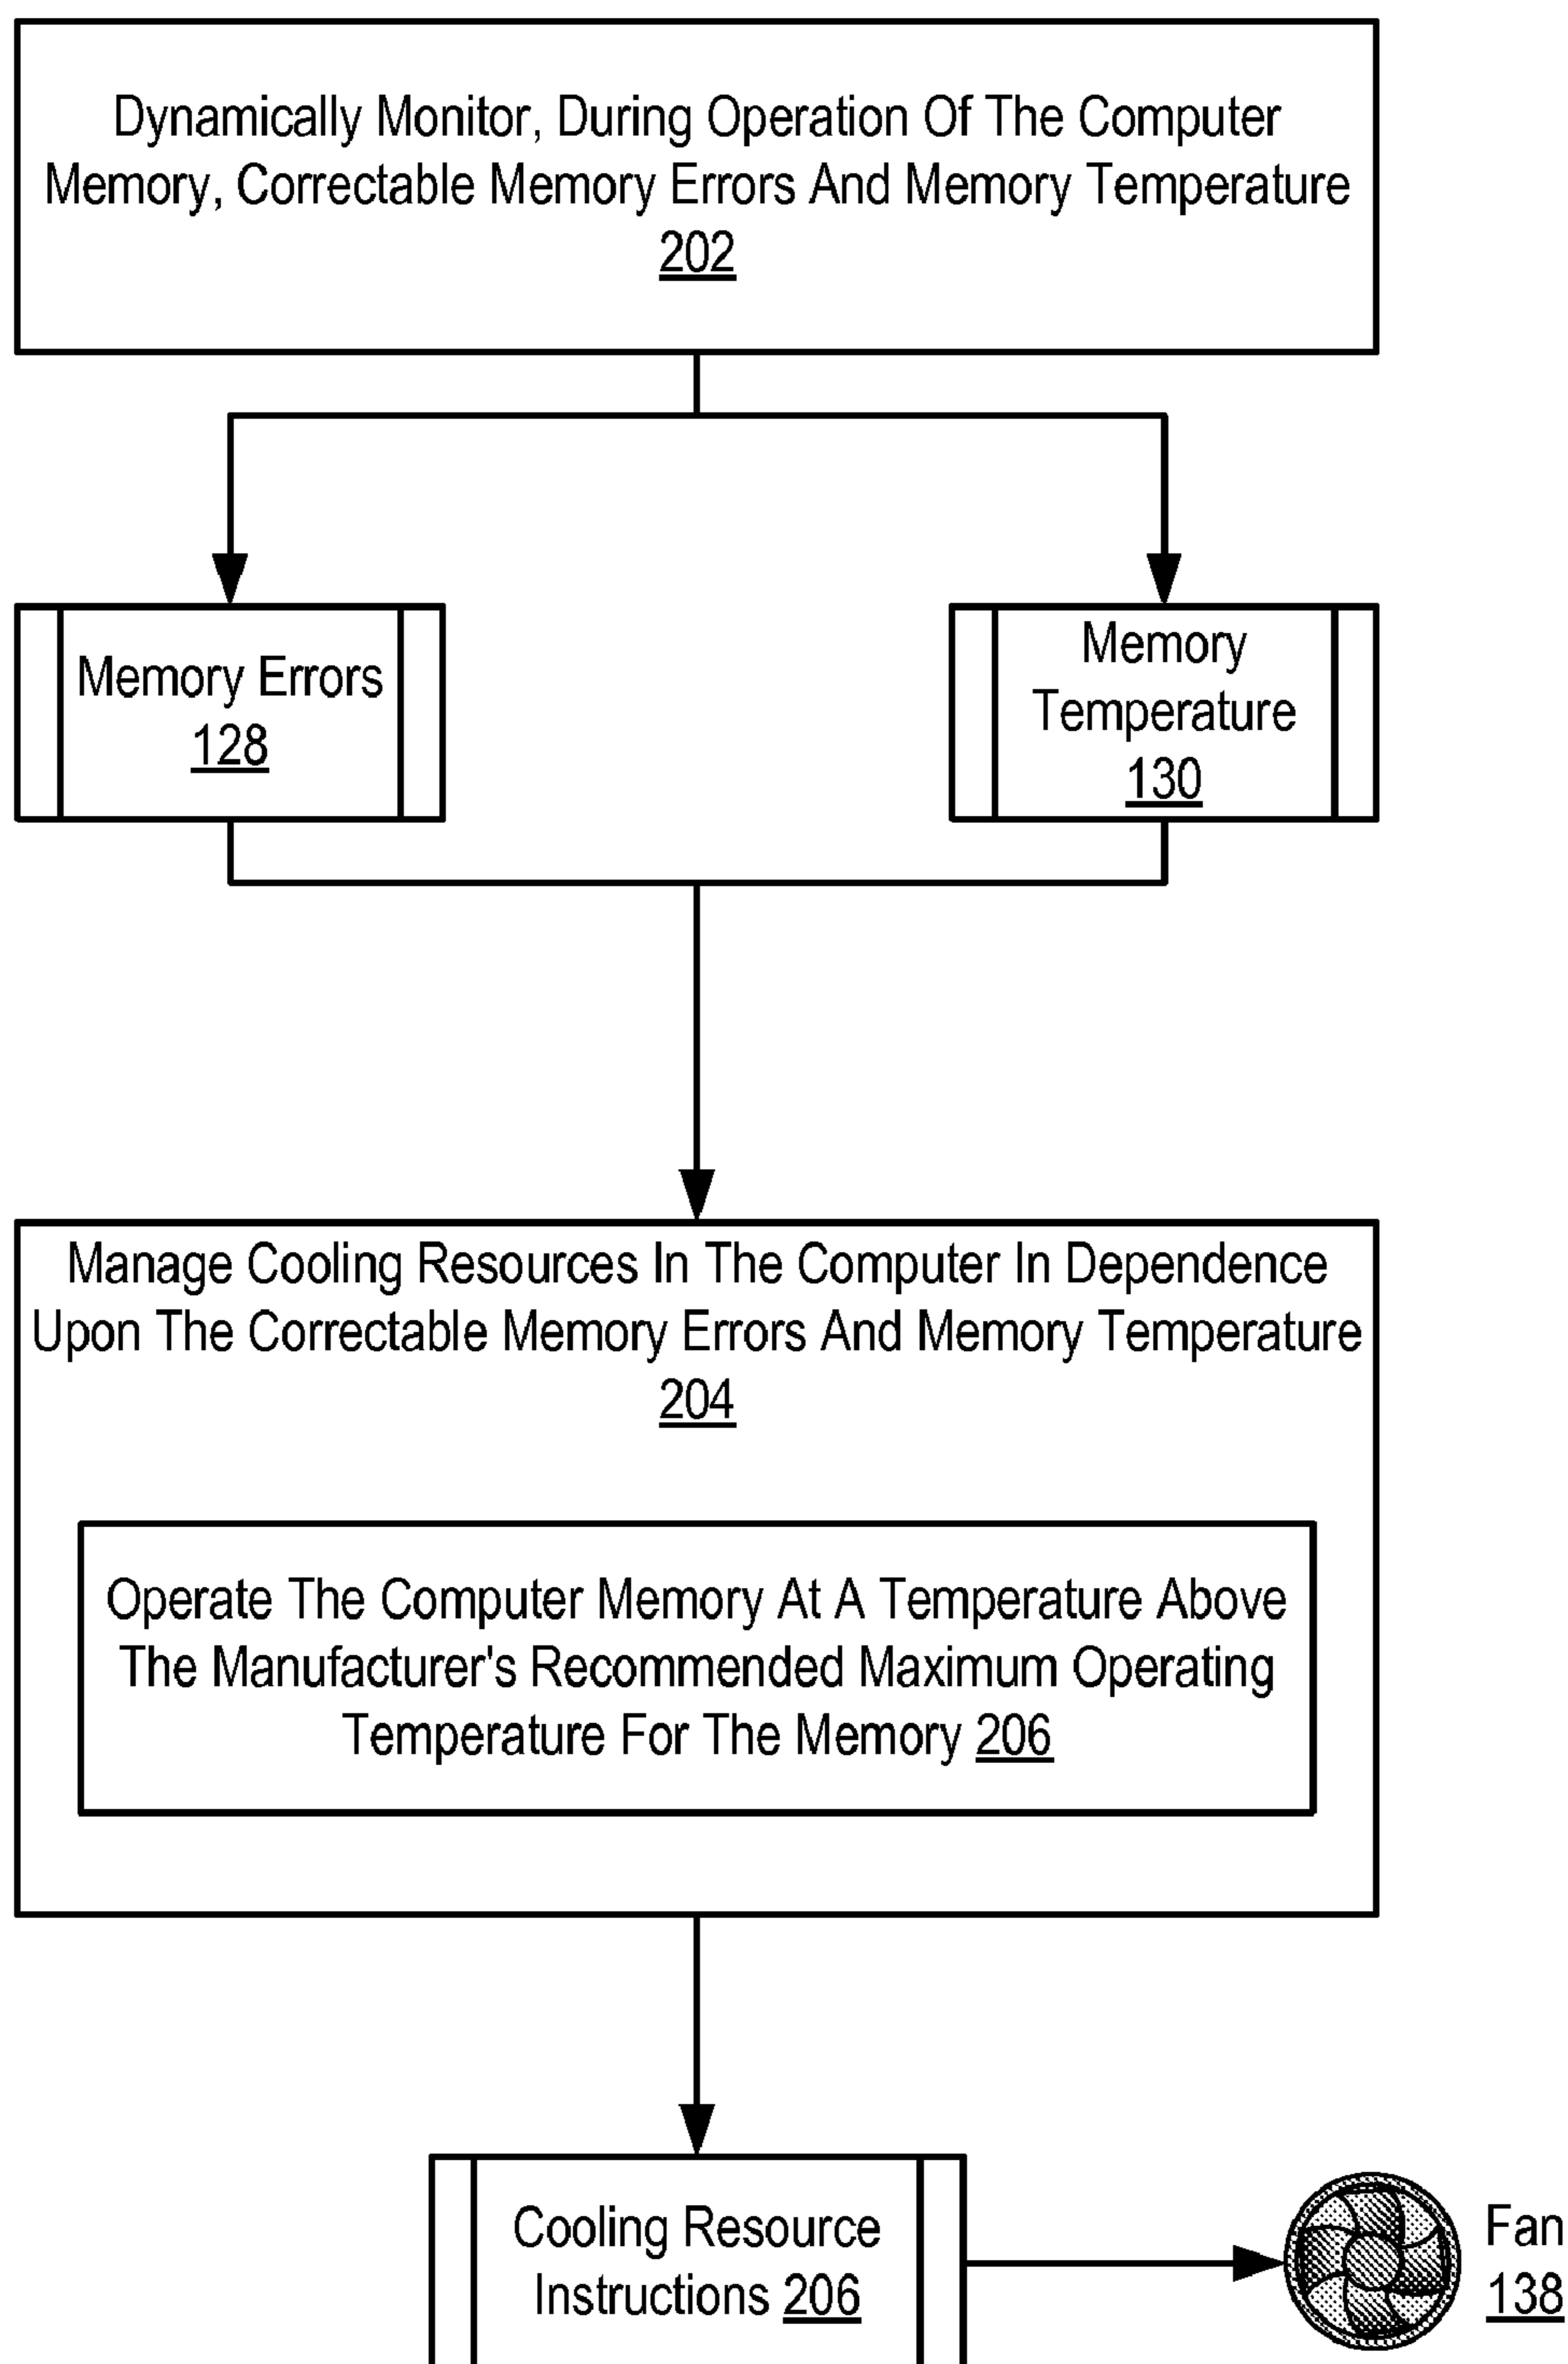 Dynamically Monitor, During Operation Of The Computer
Memory, Correctable Memory Errors And Memory Temperature
202
Memory Errors
128
Memory
Temperature
130
Manage Cooling Resources In The Computer In Dependence
Upon The Correctable Memory Errors And Memory Temperature
204
Operate The Computer Memory At A Temperature Above
The Manufacturer's Recommended Maximum Operating
Temperature For The Memory 206
Cooling Resource
Instructions 206
Fan
138